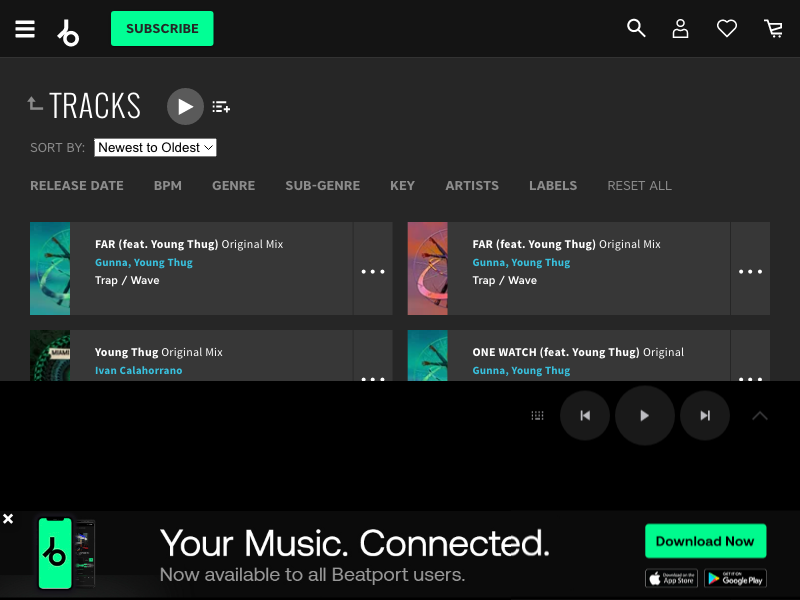 SUBSCRIBE
TRACKS
SORT BY: Newest to Oldest
RELEASE DATE BPM GENRE SUB-GENRE KEY ARTISTS LABELS RESET ALL
FAR (feat. Young Thug) Original Mix
Gunna, Young Thug
Trap / Wave
FAR (feat. Young Thug) Original Mix
Gunna, Young Thug
Trap / Wave
MIAMI
Young Thug Original Mix
Ivan Calahorrano
ONE WATCH (feat. Young Thug) Original
Gunna, Young Thug
Your Music. Connected.
Now available to all Beatport users.
Download Now
Download on the App Store
GET IT ON Google Play